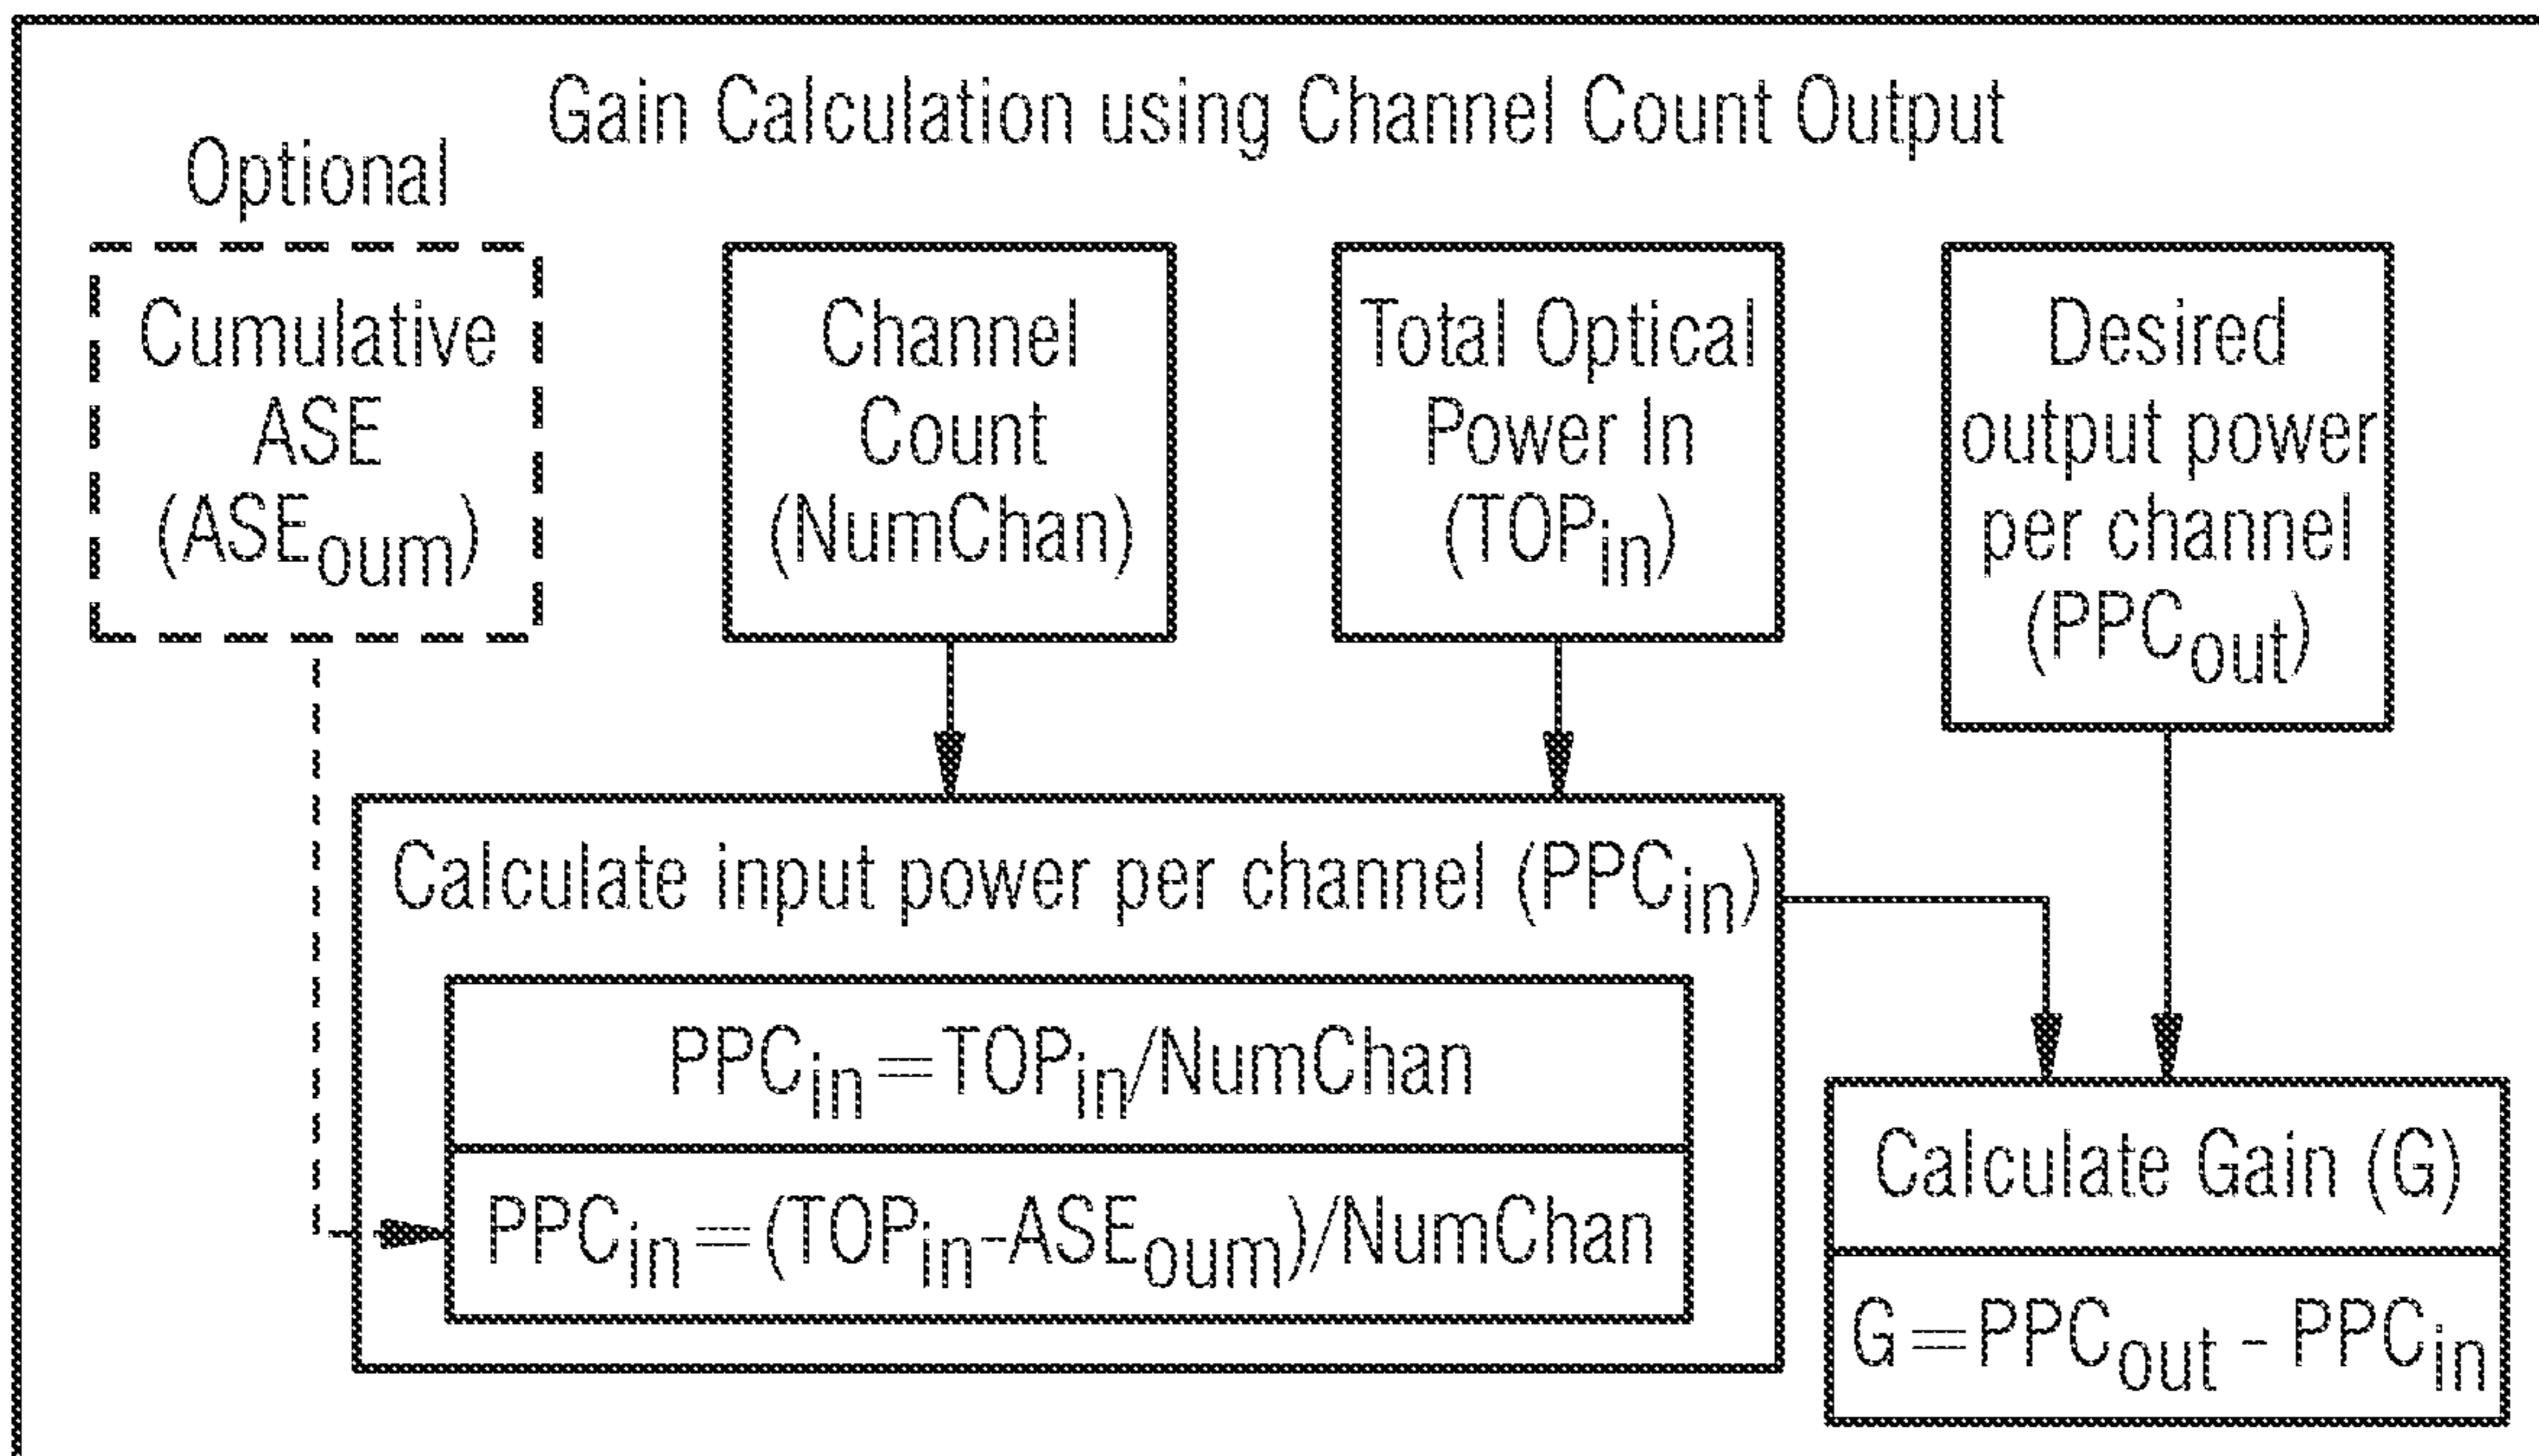 Gain Calculation using Channel Count Output
Optional
Cumulative
ASE
(ASEoum)
Channel
Count
(NumChan)
Total Optical
Power In
(TOPin)
Desired
output power
per channel
(PPCout)
Calculate input power per channel (PPCin)
PPCin=TOPin/NumChan
PPCin=(TOPin-ASEoum)/NumChan
Calculate Gain (G)
G=PPCout - PPCin